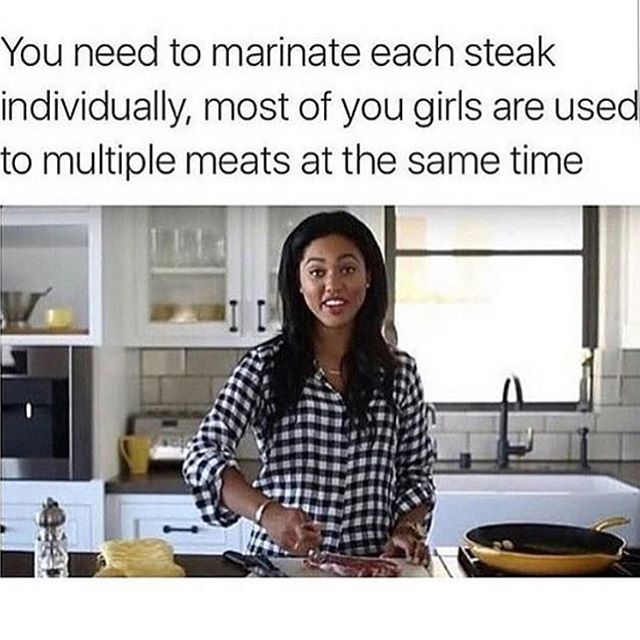 You need to marinate each steak
individually, most of you girls are used
to multiple meats at the same time